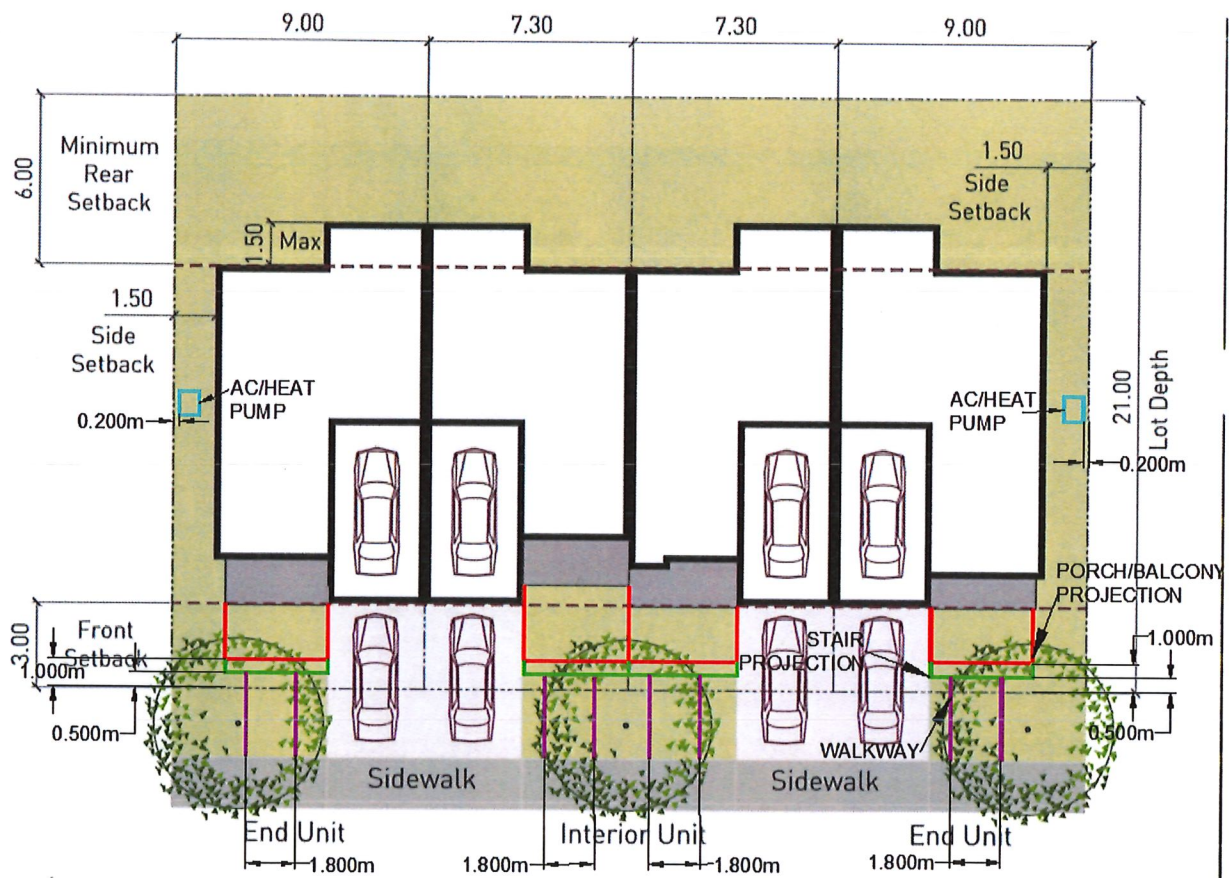 9.00
7.30
7.30
9.00
6.00
Minimum
Rear
Setback
1.50
Max
1.50
Side
Setback
1.50
Side
Setback
AC/HEAT
PUMP
0.200m
AC/HEAT
PUMP
21.00
Lot Depth
0.200m
3.00
Front
Setback
1.000m
0.500m
STAIR
PROJECTION
PORCH/BALCONY
PROJECTION
1.000m
0.500m
WALKWAY
Sidewalk
Sidewalk
End Unit
Interior Unit
End Unit
1.800m
1.800m
1.800m
1.800m